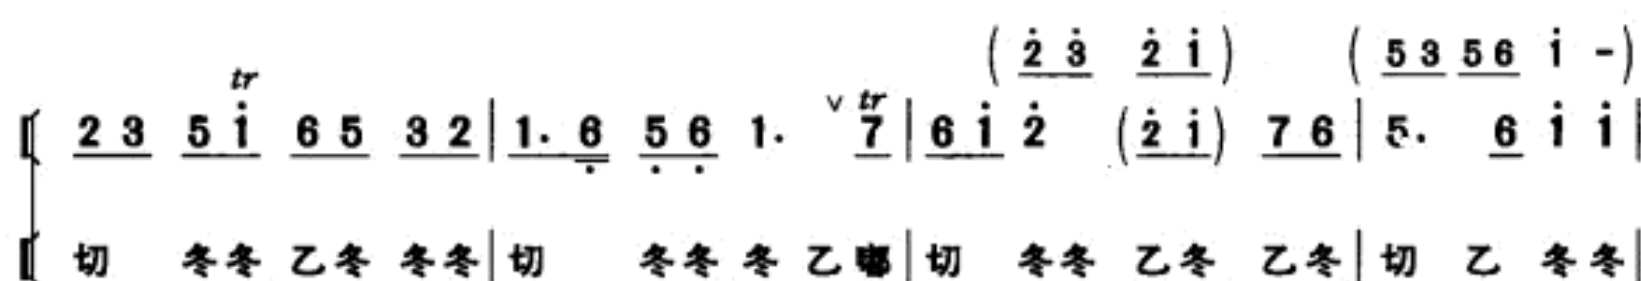 ( 2̇ 3̇ 2̇ 1̇ ) ( 5 3 5 6 1̇ - )
tr
∨ tr
2 3 5 1̇ 6 5 3 2 | 1. 6̣ 5̣ 6̣ 1. 7 | 6 1̇ 2̇ ( 2̇ 1̇ ) 7 6 | 5. 6 1̇ 1̇ |
切 冬冬 乙冬 冬冬 | 切 冬冬 冬 乙嘟 | 切 冬冬 乙冬 乙冬 | 切 乙 冬冬 |